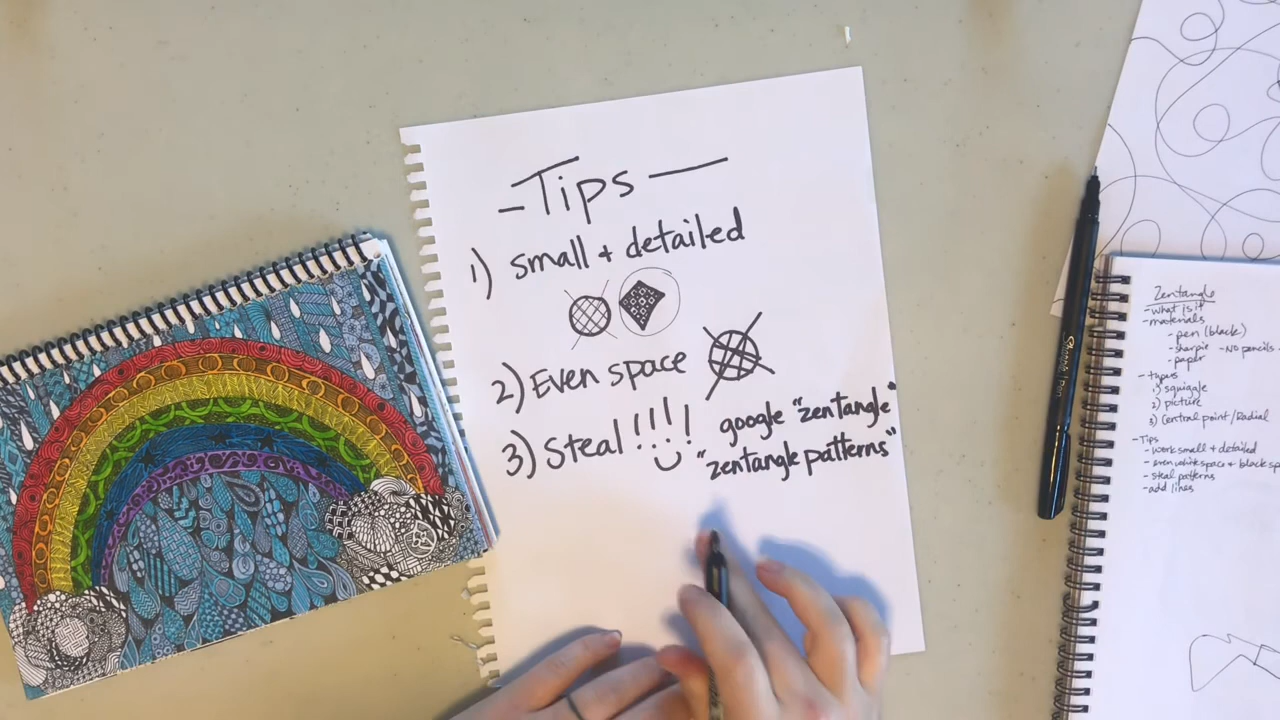 -Tips-
1) small + detailed
2) Even space
3) Steal!!!! google "zentangle"
"zentangle patterns"
Sharpie Pen
Zentangle
-what is it
-materials
-pen (black)
-sharpie -NO pencils
-paper
-types
1) squiggle
2) picture
3) Central point/Radial
-Tips
-work small + detailed
-even white space + black sp
-steal patterns
-add lines